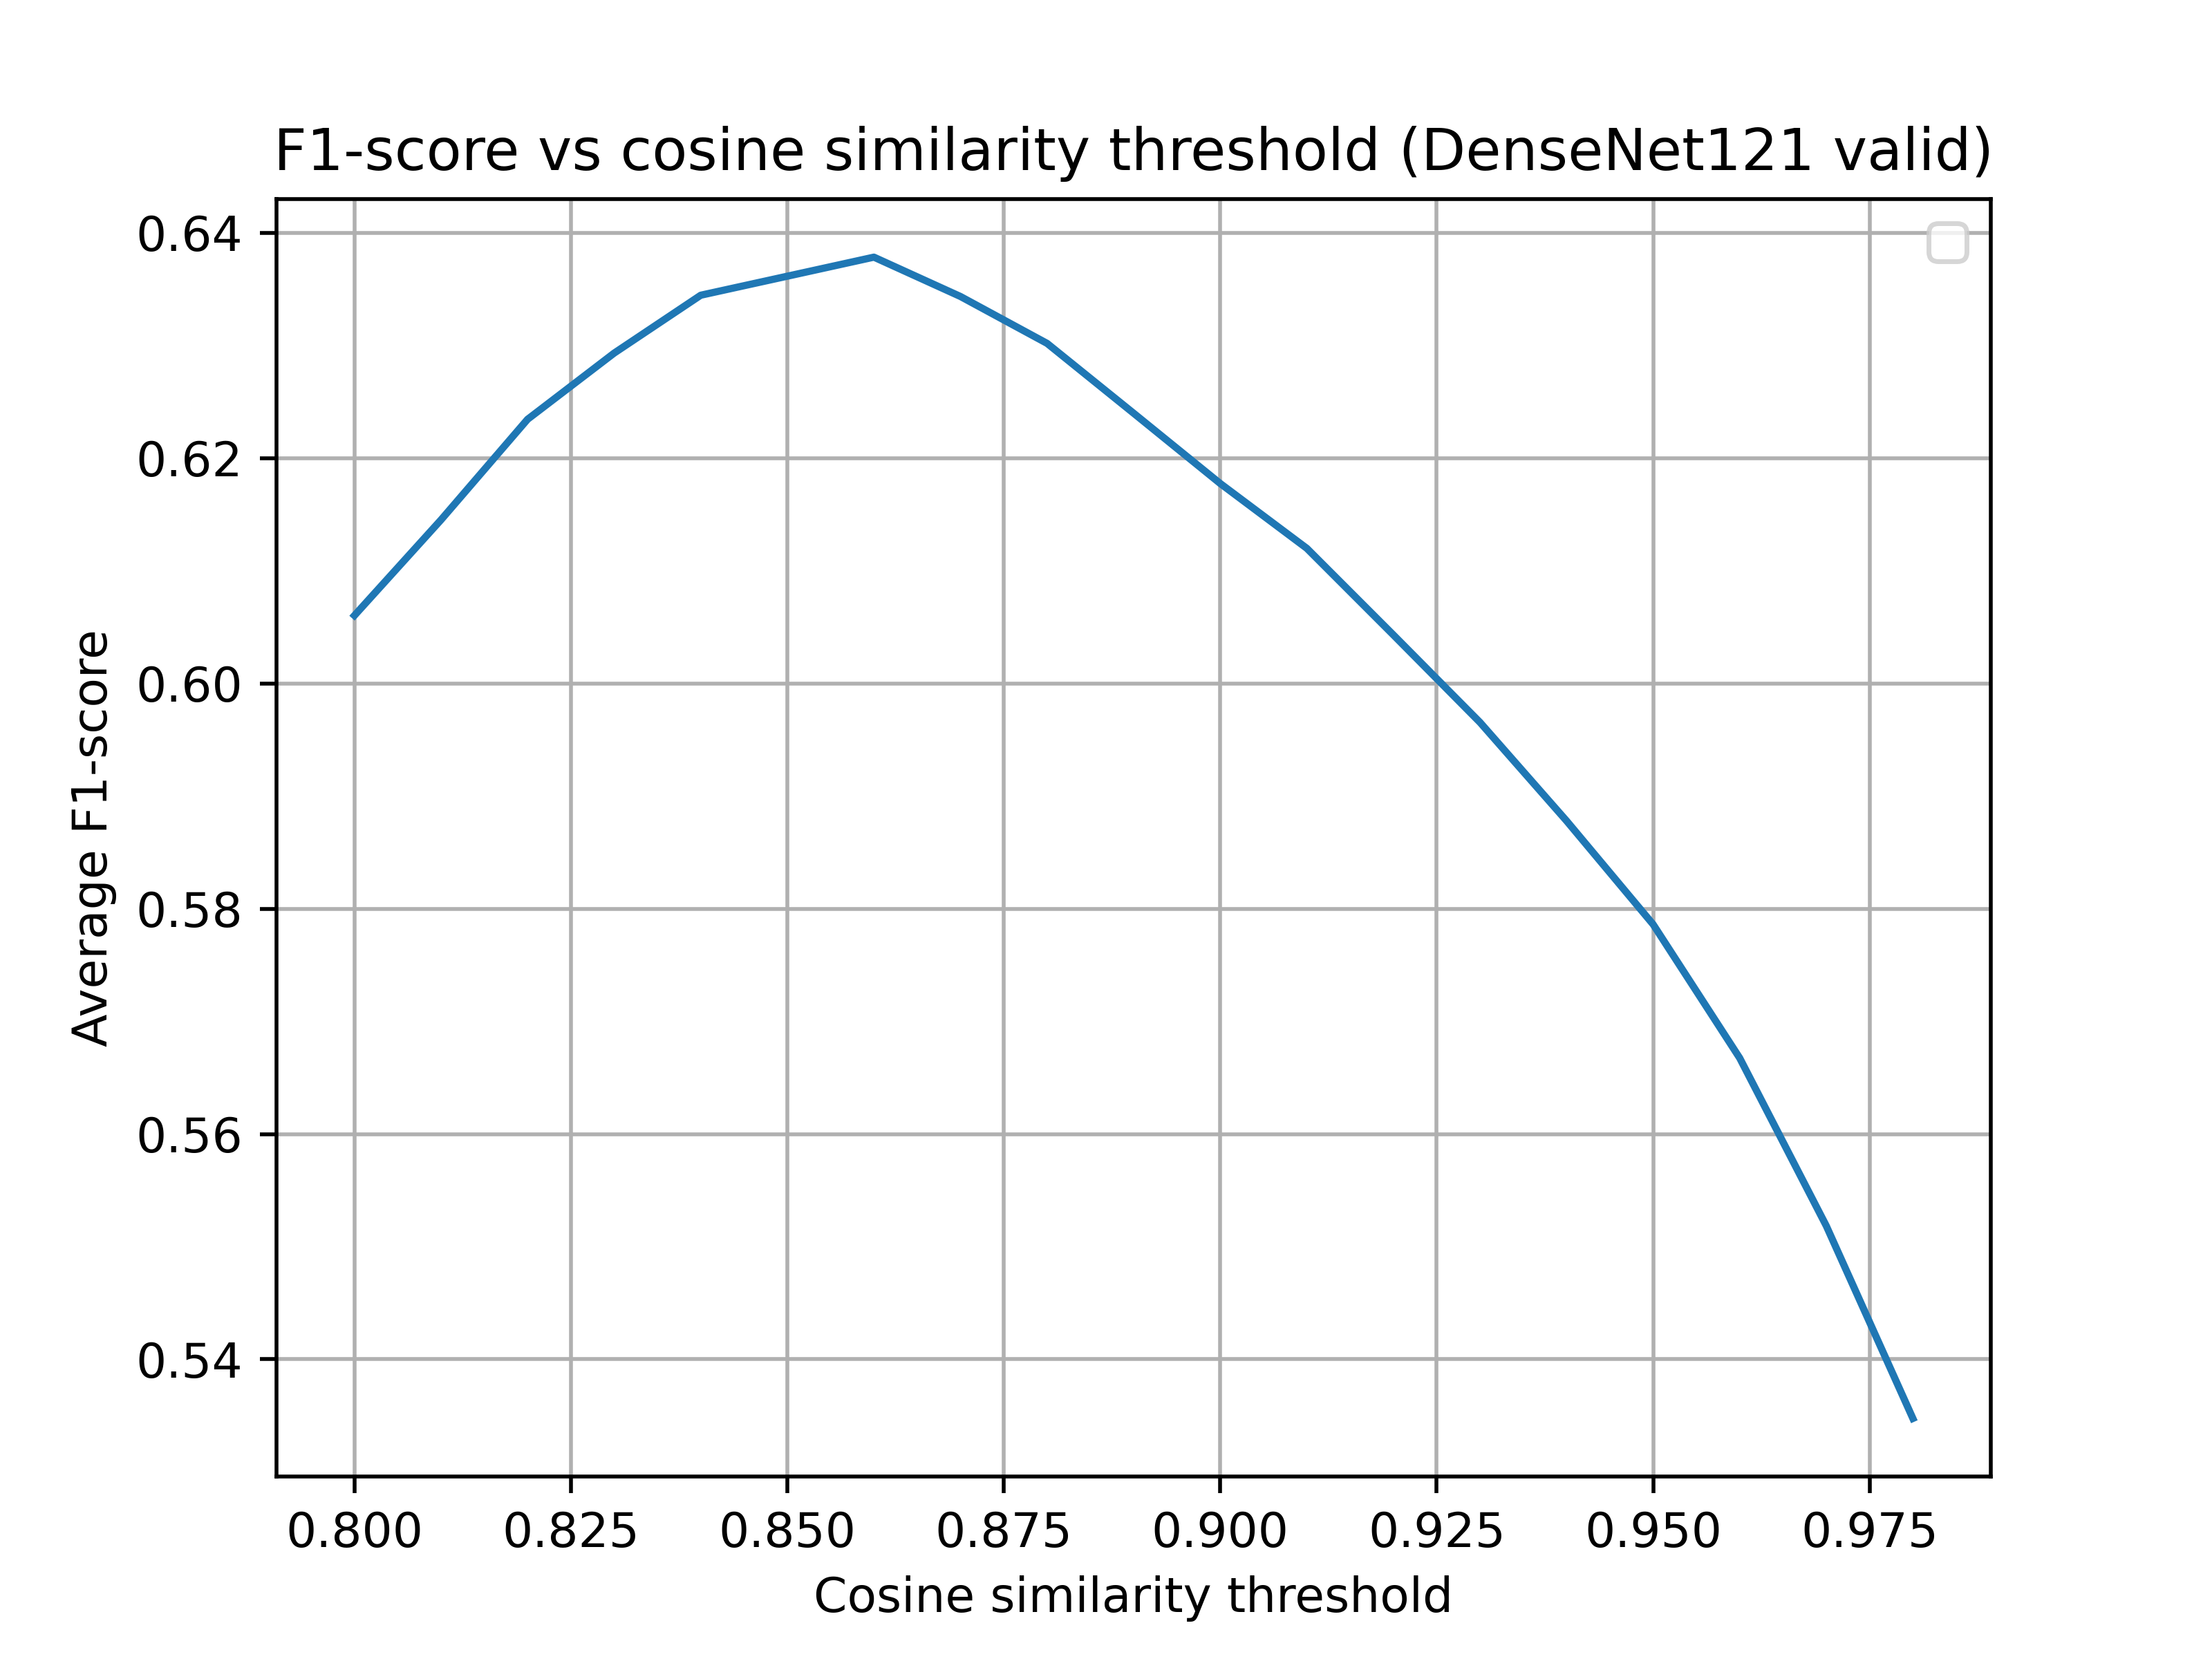 F1-score vs cosine similarity threshold (DenseNet121 valid)
Average F1-score
0.64
0.62
0.60
0.58
0.56
0.54
0.800 0.825 0.850 0.875 0.900 0.925 0.950 0.975
Cosine similarity threshold